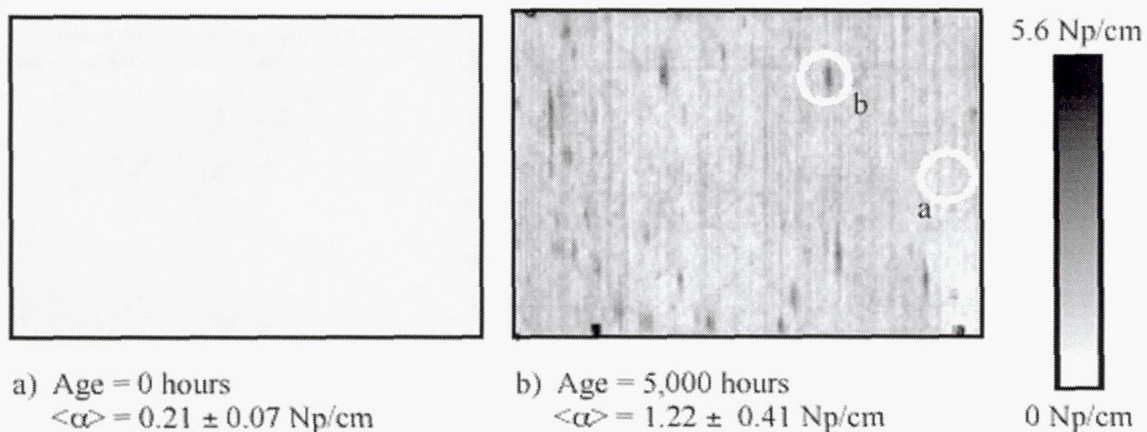 5.6 Np/cm
b
a
a) Age = 0 hours
<α> = 0.21 ± 0.07 Np/cm
b) Age = 5,000 hours
<α> = 1.22 ± 0.41 Np/cm
0 Np/cm